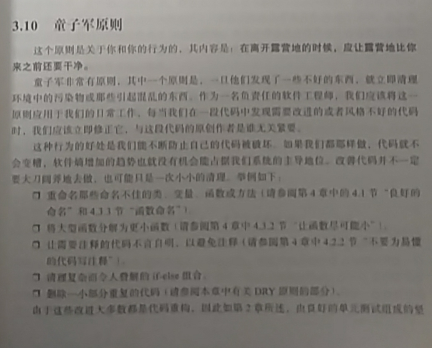 3.10 童子军原则
这个原则是关于你和你的行为的，其内容是：在离开露营地的时候，应让露营地比你
来之前还要干净。
童子军非常有原则，其中一个原则是，一旦他们发现了一些不好的东西，就立即清理
环境中的污染物或那些引起混乱的东西。作为一名负责任的软件工程师，我们应该将这一
原则应用于我们的日常工作。每当我们在一段代码中发现需要改进的或者风格不好的代码
时，我们应该立即修正它，与这段代码的原创作者是谁无关紧要。
这种行为的好处是我们能不断防止自己的代码被破坏。如果我们都那样做，代码就不
会变糟，软件熵增加的趋势也就没有机会占据我们系统的主导地位。改善代码并不一定
要大刀阔斧地去做，也可能只是一次小小的清理，举例如下：
重命名那些命名不佳的类、变量、函数或方法（请参阅第4章中的4.1节“良好的
命名”和4.3.3节“函数命名”）。
将大型函数分解为更小函数（请参阅第4章中4.3.2节“让函数尽可能小”）。
让需要注释的代码不言自明，以避免注释（请参阅第4章中4.2.2节“不要为易懂
的代码写注释”）。
清理复杂而令人费解的if-else组合。
删除一小部分重复的代码（请参阅本章中有关DRY原则的部分）。
由于这些改进大多数都是代码重构，因此如第2章所述，由良好的单元测试组成的坚